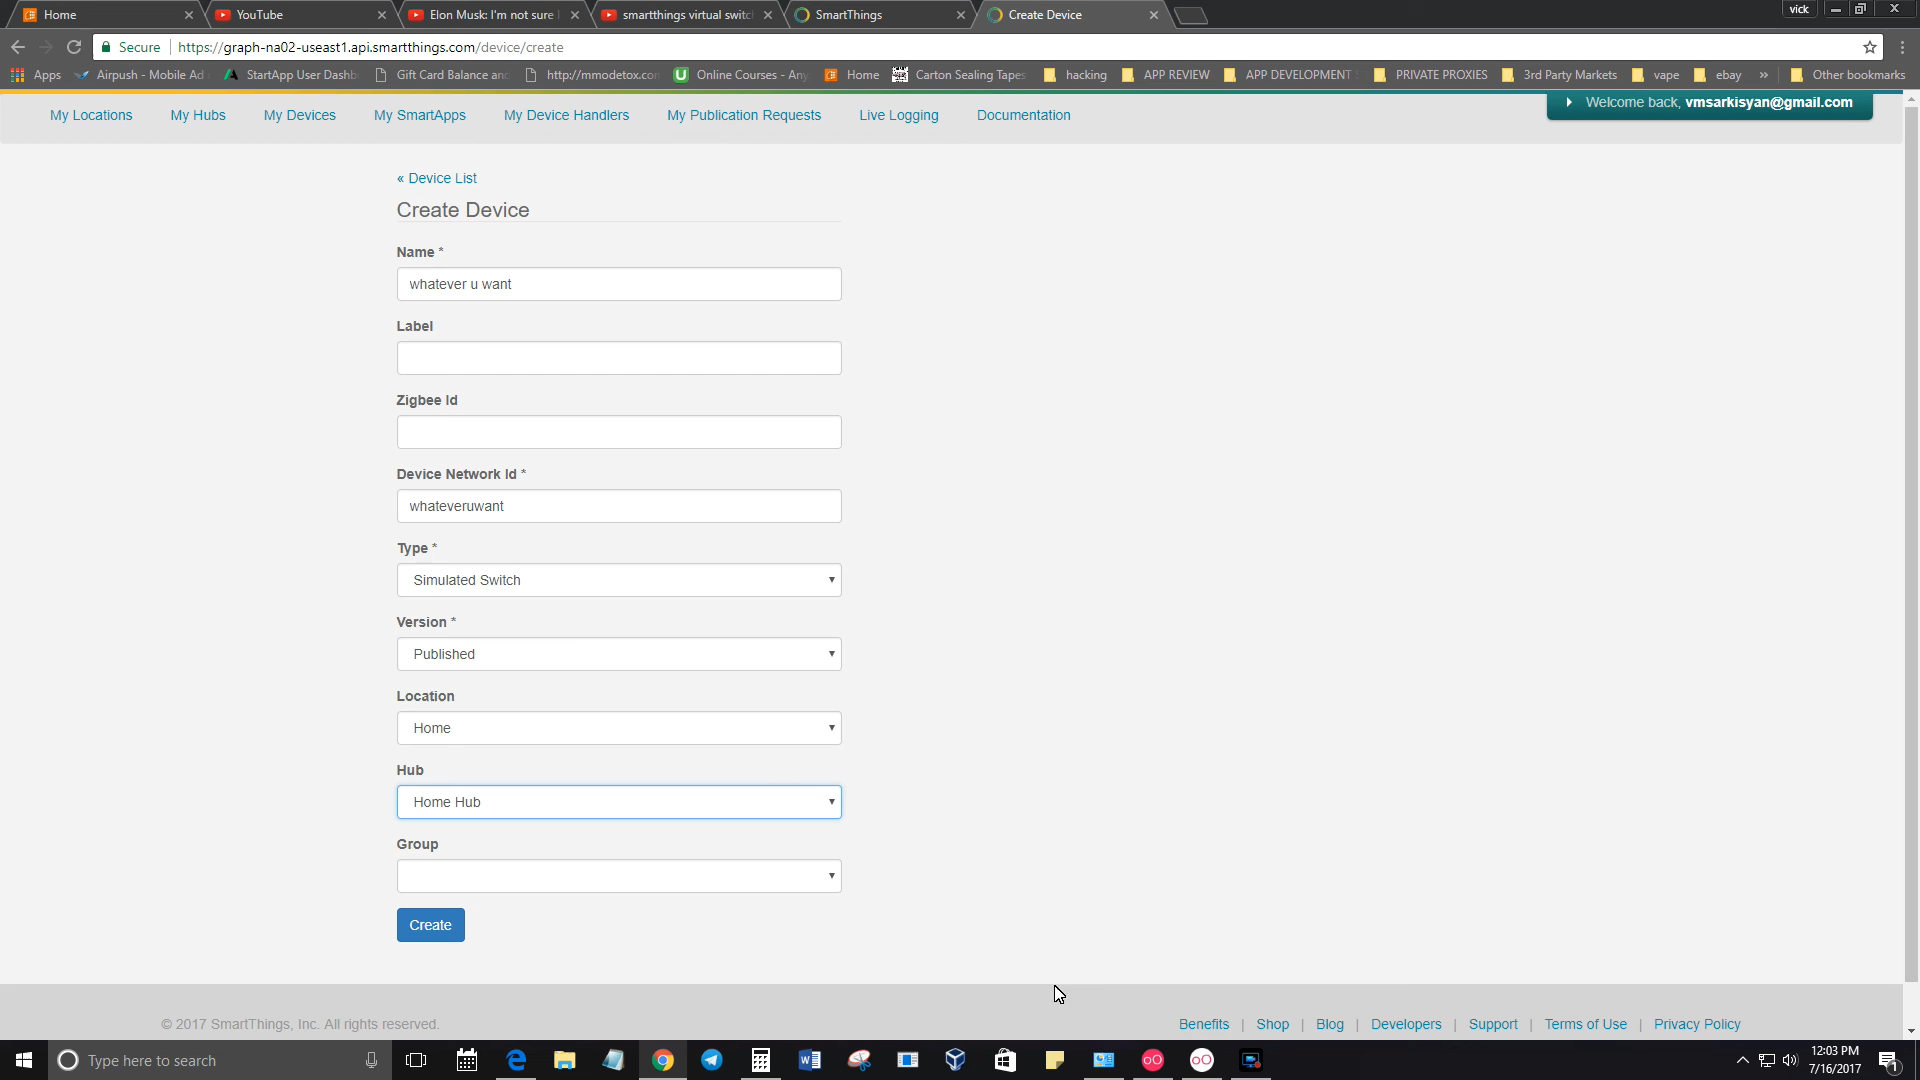 Home
YouTube
Elon Musk: I'm not sure I
smartthings virtual switc
SmartThings
Create Device
vick
Secure
https://graph-na02-useast1.api.smartthings.com/device/create
Apps
Airpush - Mobile Ad
StartApp User Dashb
Gift Card Balance an
http://mmodetox.co
Online Courses - Any
Home
Carton Sealing Tapes
hacking
APP REVIEW
APP DEVELOPMENT
PRIVATE PROXIES
3rd Party Markets
vape
ebay
»
Other bookmarks
My Locations
My Hubs
My Devices
My SmartApps
My Device Handlers
My Publication Requests
Live Logging
Documentation
Welcome back, vmsarkisyan@gmail.com
« Device List
Create Device
Name *
whatever u want
Label
Zigbee Id
Device Network Id *
whateveruwant
Type *
Simulated Switch
Version *
Published
Location
Home
Hub
Home Hub
Group
Create
© 2017 SmartThings, Inc. All rights reserved.
Benefits | Shop | Blog | Developers | Support | Terms of Use | Privacy Policy
Type here to search
12:03 PM
7/16/2017
1